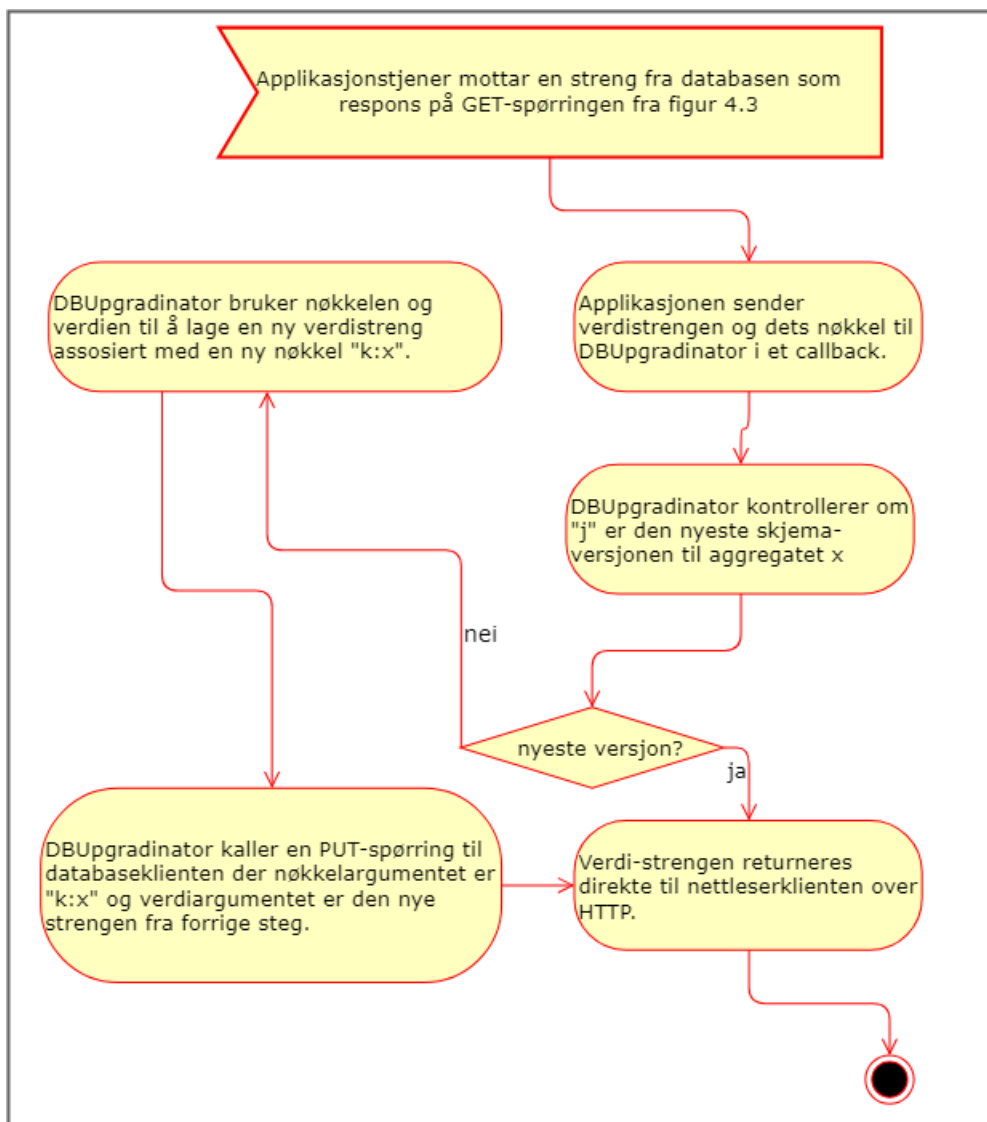 Applikasjonstjener mottar en streng fra databasen som
respons på GET-spørringen fra figur 4.3
Applikasjonen sender
verdistrengen og dets nøkkel til
DBUpgradinator i et callback.
DBUpgradinator kontrollerer om
"j" er den nyeste skjema-
versjonen til aggregatet x
nyeste versjon?
nei
ja
DBUpgradinator bruker nøkkelen og
verdien til å lage en ny verdistreng
assosiert med en ny nøkkel "k:x".
DBUpgradinator kaller en PUT-spørring til
databaseklienten der nøkkelargumentet er
"k:x" og verdiargumentet er den nye
strengen fra forrige steg.
Verdi-strengen returneres
direkte til nettleserklienten over
HTTP.